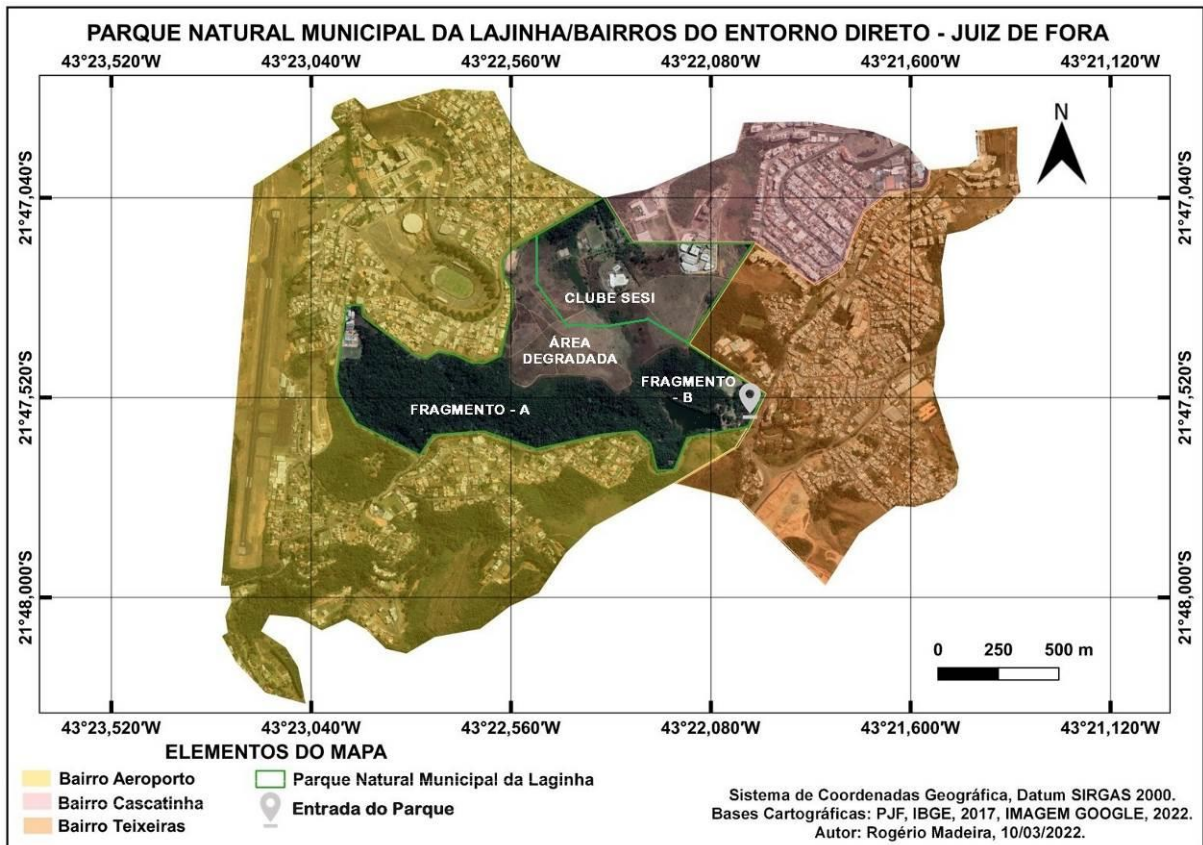 PARQUE NATURAL MUNICIPAL DA LAJINHA/BAIRROS DO ENTORNO DIRETO - JUIZ DE FORA
43°23,520'W 43°23,040'W 43°22,560'W 43°22,080'W 43°21,600'W 43°21,120'W
N
21°47,040'S 21°47,040'S
CLUBE SESI
ÁREA
DEGRADADA
FRAGMENTO
- B
FRAGMENTO - A
21°47,520'S 21°47,520'S
21°48,000'S 21°48,000'S
0 250 500 m
43°23,520'W 43°23,040'W 43°22,560'W 43°22,080'W 43°21,600'W 43°21,120'W
ELEMENTOS DO MAPA
Bairro Aeroporto
Bairro Cascatinha
Bairro Teixeiras
Parque Natural Municipal da Laginha
Entrada do Parque
Sistema de Coordenadas Geográfica, Datum SIRGAS 2000.
Bases Cartográficas: PJF, IBGE, 2017, IMAGEM GOOGLE, 2022.
Autor: Rogério Madeira, 10/03/2022.